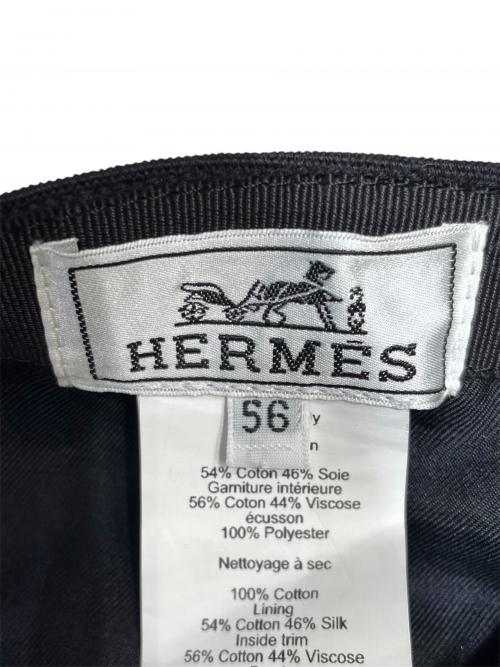 HERMÈS
56
y
n
54% Coton 46% Soie
Garniture intérieure
56% Coton 44% Viscose
écusson
100% Polyester
Nettoyage à sec
100% Cotton
Lining
54% Cotton 46% Silk
Inside trim
56% Cotton 44% Viscose